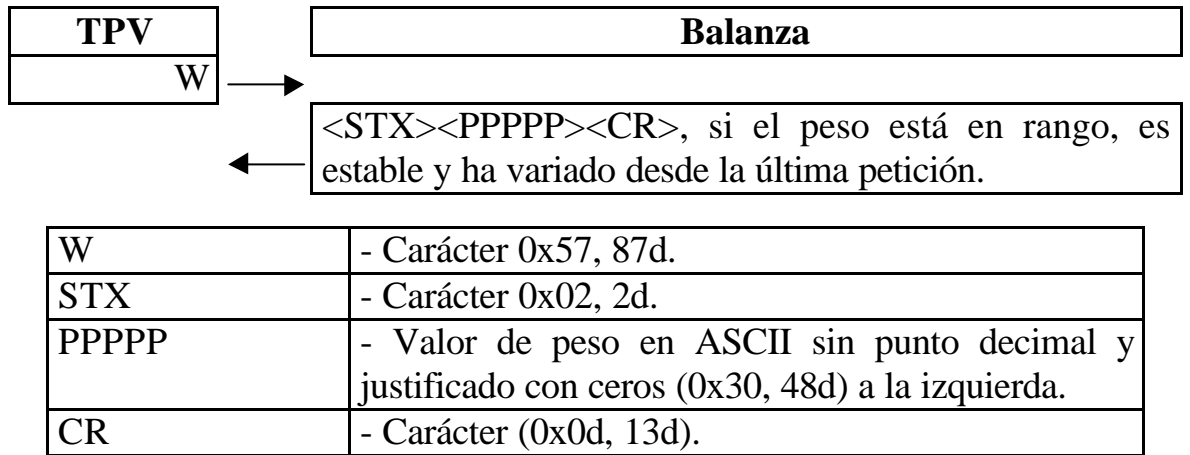 TPV
Balanza
W
<STX><PPPPP><CR>, si el peso está en rango, es
estable y ha variado desde la última petición.
W - Carácter 0x57, 87d.
STX - Carácter 0x02, 2d.
PPPPP - Valor de peso en ASCII sin punto decimal y
justificado con ceros (0x30, 48d) a la izquierda.
CR - Carácter (0x0d, 13d).